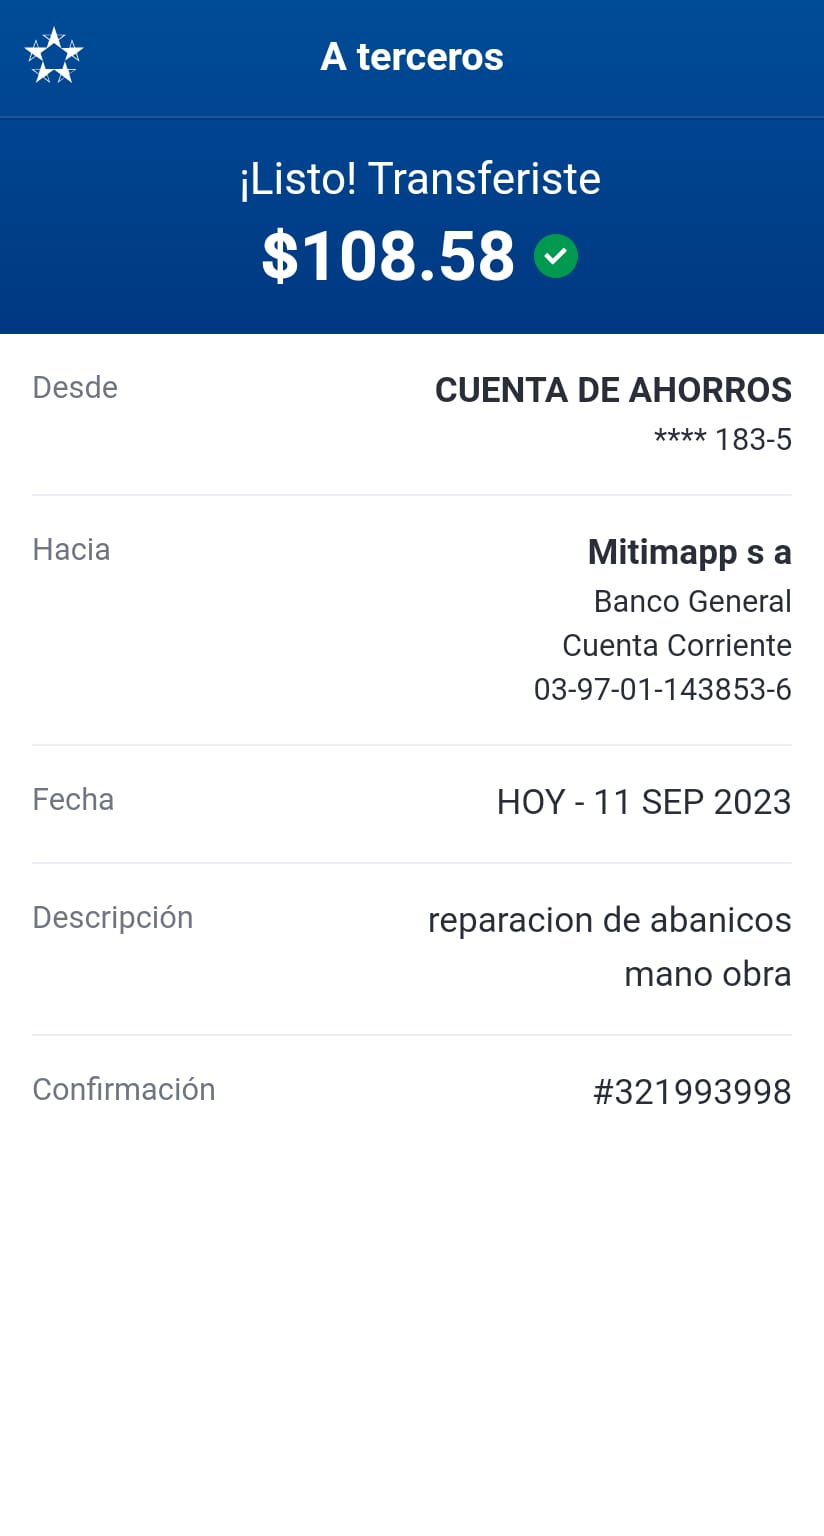 A terceros
¡Listo! Transferiste
$108.58
Desde
CUENTA DE AHORROS
**** 183-5
Hacia
Mitimapp s a
Banco General
Cuenta Corriente
03-97-01-143853-6
Fecha
HOY - 11 SEP 2023
Descripción
reparacion de abanicos
mano obra
Confirmación
#321993998